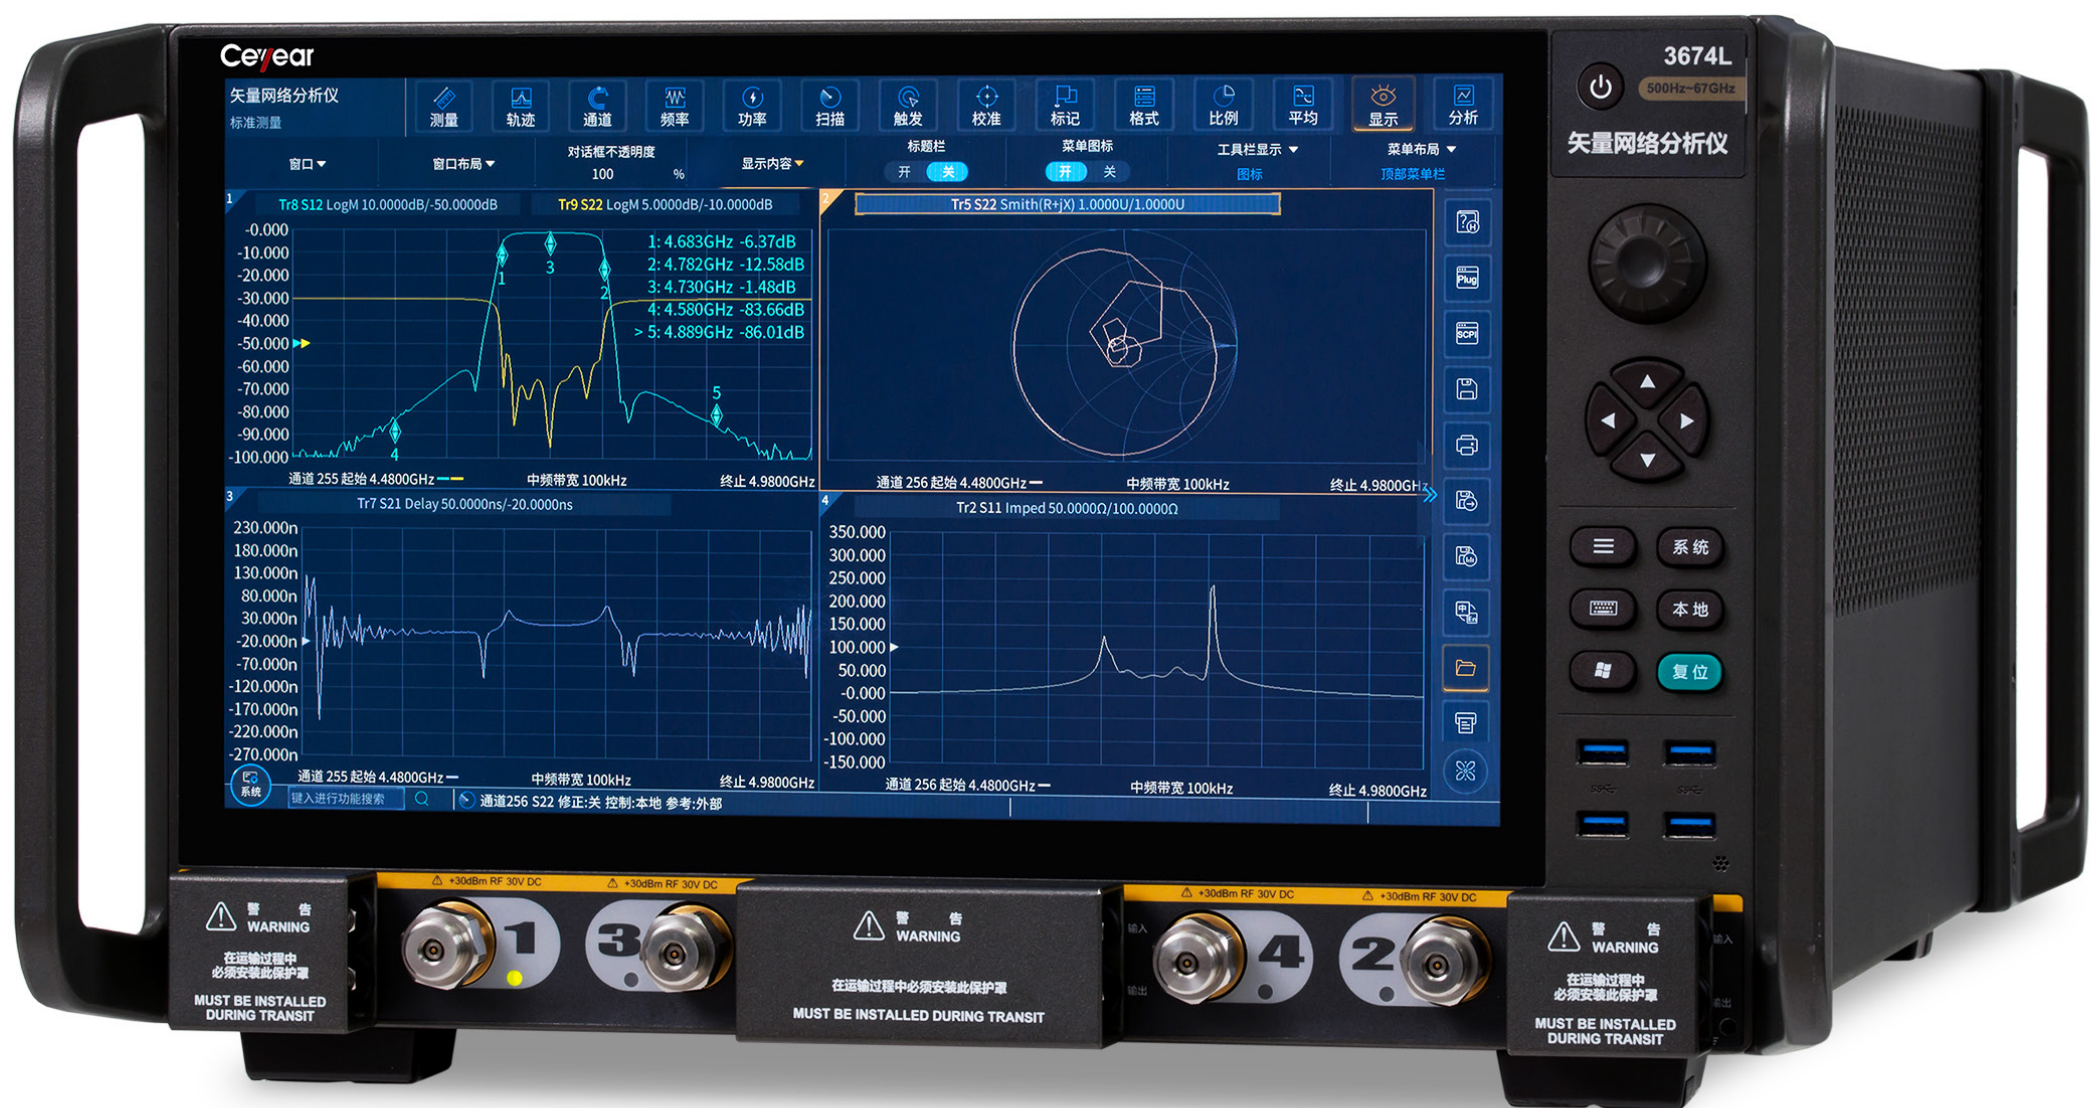 Ceyear
3674L
500Hz~67GHz
矢量网络分析仪
矢量网络分析仪
标准测量
测量 轨迹 通道 频率 功率 扫描 触发 校准 标记 格式 比例 平均 显示 分析
窗口 窗口布局 对话框不透明度 显示内容 标题栏 菜单图标 工具栏显示 菜单布局
100 % 开 关 开 关 图标 顶部菜单栏
1 Tr8 S12 LogM 10.0000dB/-50.0000dB Tr9 S22 LogM 5.0000dB/-10.0000dB
-0.000
-10.000
-20.000
-30.000
-40.000
-50.000
-60.000
-70.000
-80.000
-90.000
-100.000
1: 4.683GHz -6.37dB
2: 4.782GHz -12.58dB
3: 4.730GHz -1.48dB
4: 4.580GHz -83.66dB
> 5: 4.889GHz -86.01dB
1
3
2
4
5
通道 255 起始 4.4800GHz 中频带宽 100kHz 终止 4.9800GHz
2 Tr5 S22 Smith(R+jX) 1.0000U/1.0000U
通道 256 起始 4.4800GHz 中频带宽 100kHz 终止 4.9800GHz
3 Tr7 S21 Delay 50.0000ns/-20.0000ns
230.000n
180.000n
130.000n
80.000n
30.000n
-20.000n
-70.000n
-120.000n
-170.000n
-220.000n
-270.000n
通道 255 起始 4.4800GHz 中频带宽 100kHz 终止 4.9800GHz
4 Tr2 S11 Imped 50.0000Ω/100.0000Ω
350.000
300.000
250.000
200.000
150.000
100.000
50.000
-0.000
-50.000
-100.000
-150.000
通道 256 起始 4.4800GHz 中频带宽 100kHz 终止 4.9800GHz
Plug
SCPI
系统
键入进行功能搜索
通道256 S22 修正:关 控制:本地 参考:外部
系统
本地
复位
+30dBm RF 30V DC
+30dBm RF 30V DC
+30dBm RF 30V DC
+30dBm RF 30V DC
警 告
WARNING
在运输过程中
必须安装此保护罩
MUST BE INSTALLED
DURING TRANSIT
1
3
警 告
WARNING
在运输过程中必须安装此保护罩
MUST BE INSTALLED DURING TRANSIT
输入
输出
4
2
警 告
WARNING
在运输过程中
必须安装此保护罩
MUST BE INSTALLED
DURING TRANSIT
输入
输出